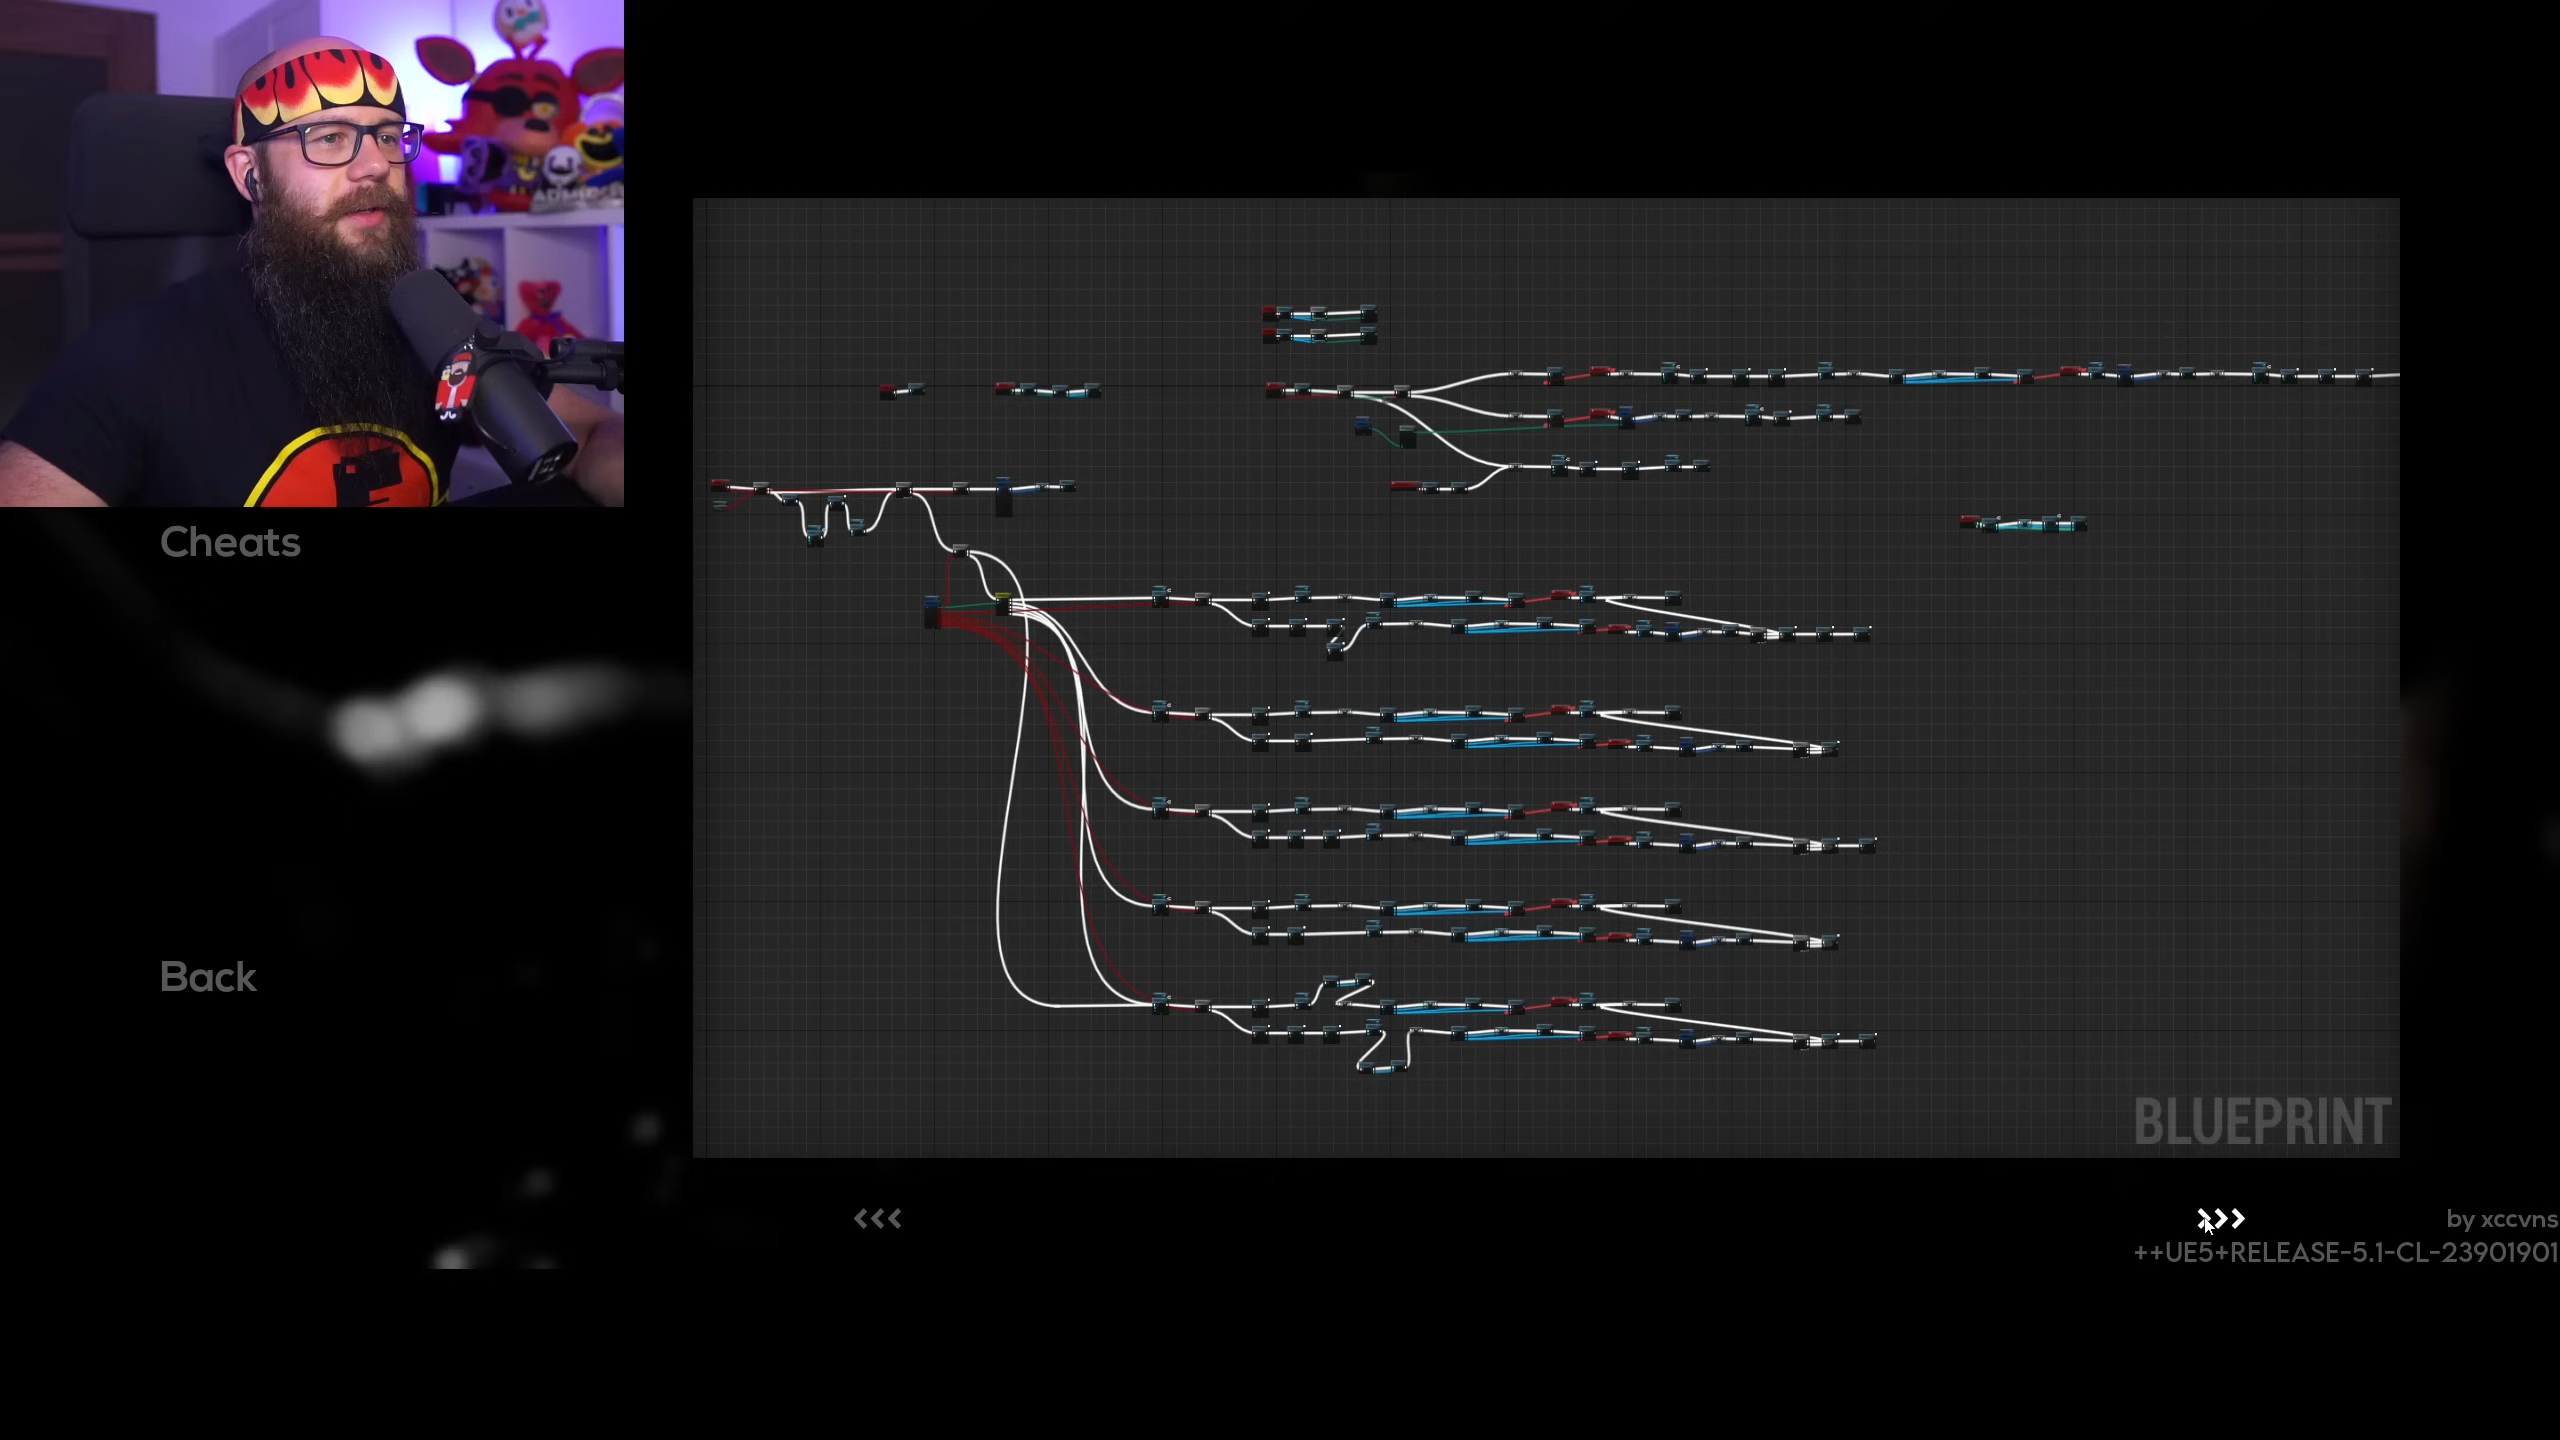 Cheats
Back
BLUEPRINT
<<<
>>>
by xccvns
++UE5+RELEASE-5.1-CL-23901901